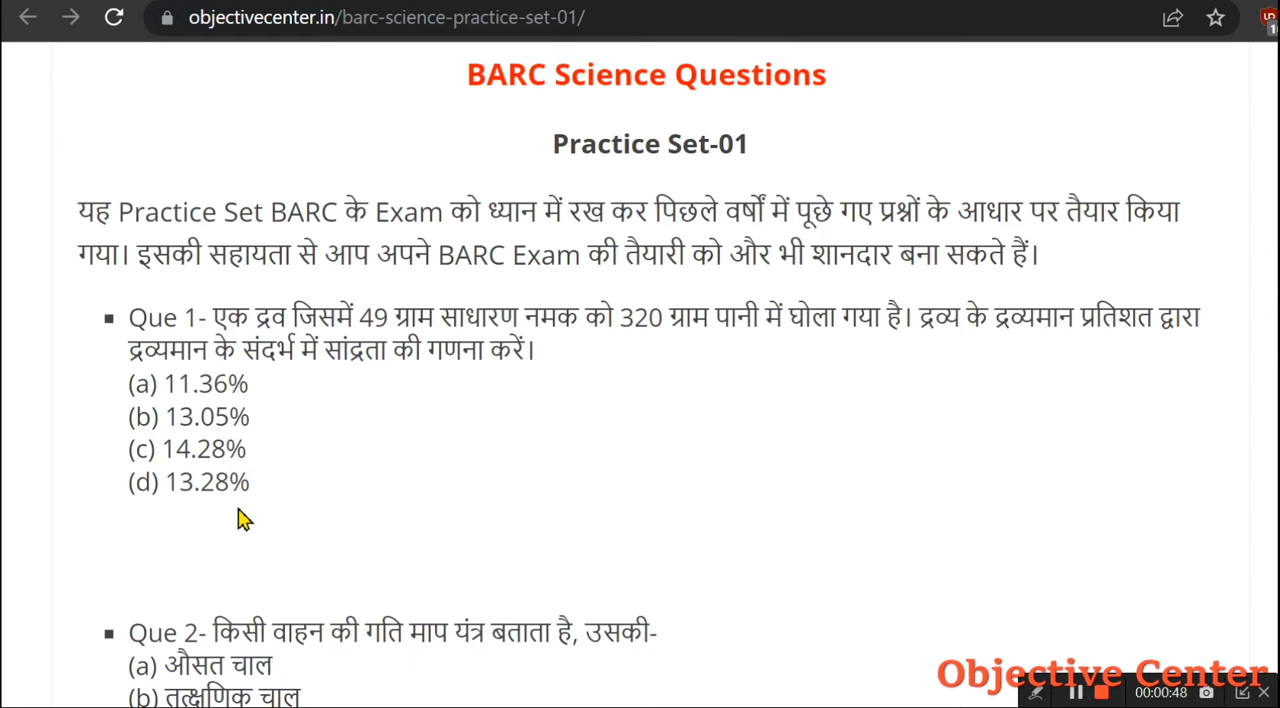 objectivecenter.in/barc-science-practice-set-01/
BARC Science Questions
Practice Set-01
यह Practice Set BARC के Exam को ध्यान में रख कर पिछले वर्षों में पूछे गए प्रश्नों के आधार पर तैयार किया
गया। इसकी सहायता से आप अपने BARC Exam की तैयारी को और भी शानदार बना सकते हैं।
Que 1- एक द्रव जिसमें 49 ग्राम साधारण नमक को 320 ग्राम पानी में घोला गया है। द्रव्य के द्रव्यमान प्रतिशत द्वारा
द्रव्यमान के संदर्भ में सांद्रता की गणना करें।
(a) 11.36%
(b) 13.05%
(c) 14.28%
(d) 13.28%
Que 2- किसी वाहन की गति माप यंत्र बताता है, उसकी-
(a) औसत चाल
(b) तत्क्षणिक चाल
Objective Center
00:00:48